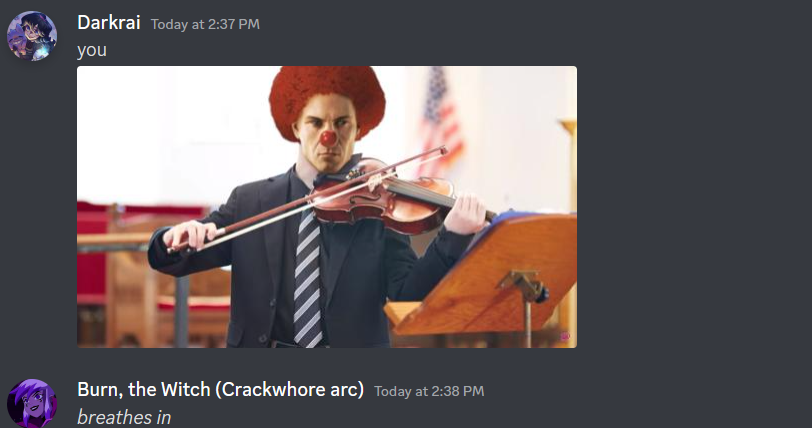 Darkrai Today at 2:37 PM
you
Burn, the Witch (Crackwhore arc) Today at 2:38 PM
breathes in